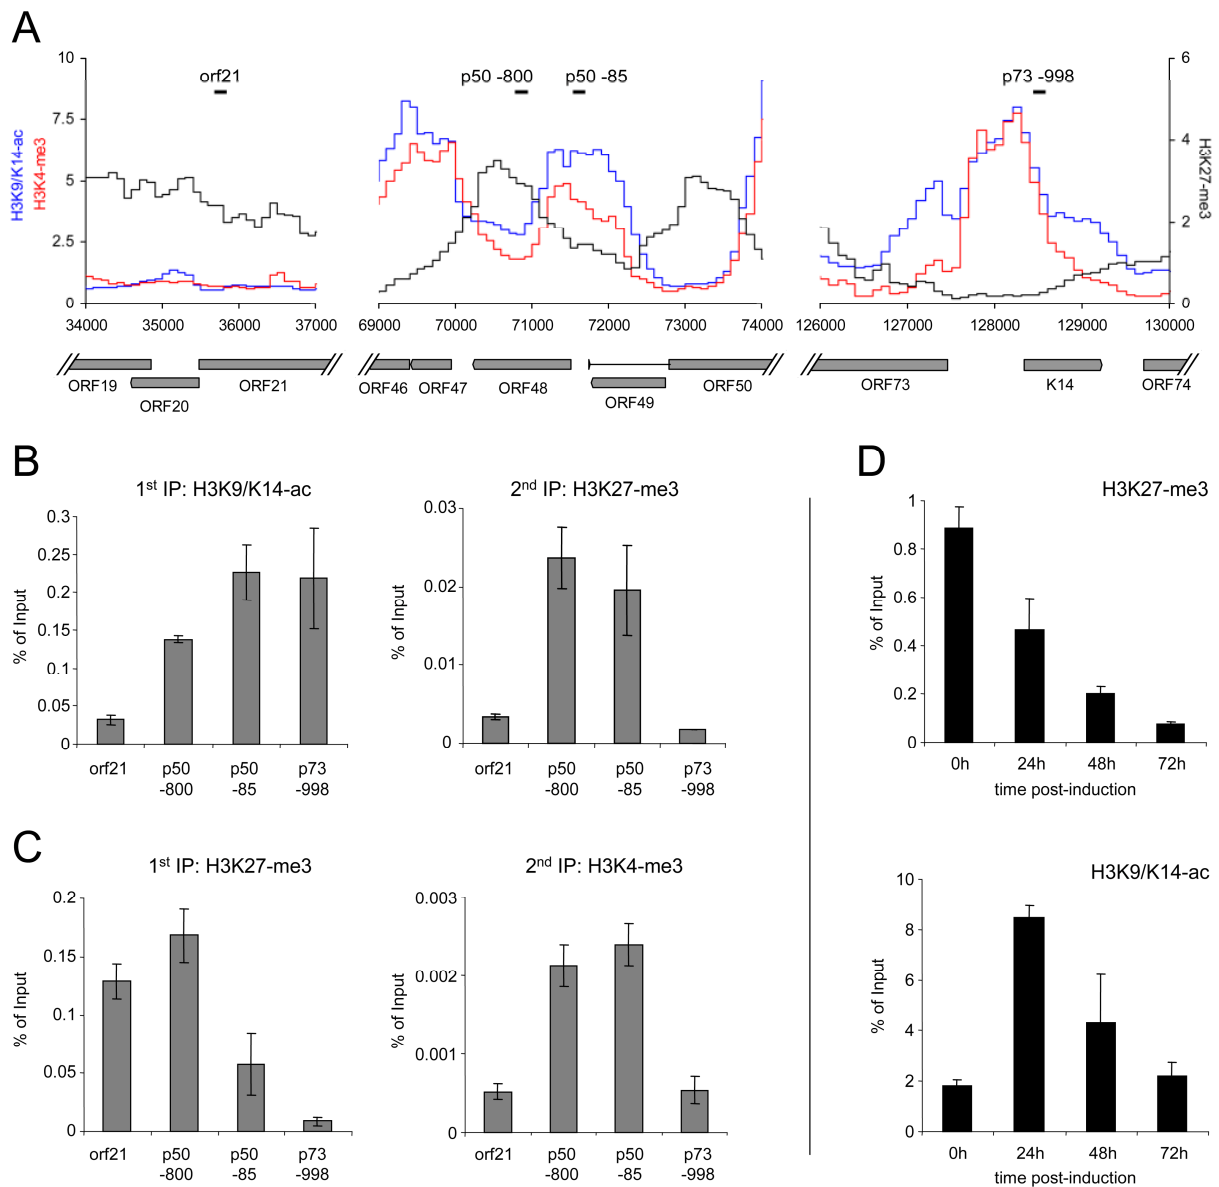 A
10
7.5
5
2.5
0
H3K9/K14-ac
H3K4-me3
orf21
p50 -800
p50 -85
p73 -998
6
4
2
0
H3K27-me3
34000 35000 36000 37000
69000 70000 71000 72000 73000 74000
126000 127000 128000 129000 130000
ORF19
ORF20
ORF21
ORF46
ORF47
ORF48
ORF49
ORF50
ORF73
K14
ORF74
B
1st IP: H3K9/K14-ac
% of Input
0.3
0.25
0.2
0.15
0.1
0.05
0
orf21 p50 p50 p73
-800 -85 -998
2nd IP: H3K27-me3
% of Input
0.03
0.02
0.01
0
orf21 p50 p50 p73
-800 -85 -998
C
1st IP: H3K27-me3
% of Input
0.2
0.15
0.1
0.05
0
orf21 p50 p50 p73
-800 -85 -998
2nd IP: H3K4-me3
% of Input
0.003
0.002
0.001
0
orf21 p50 p50 p73
-800 -85 -998
D
H3K27-me3
% of Input
1
0.8
0.6
0.4
0.2
0
0h 24h 48h 72h
time post-induction
H3K9/K14-ac
% of Input
10
8
6
4
2
0
0h 24h 48h 72h
time post-induction